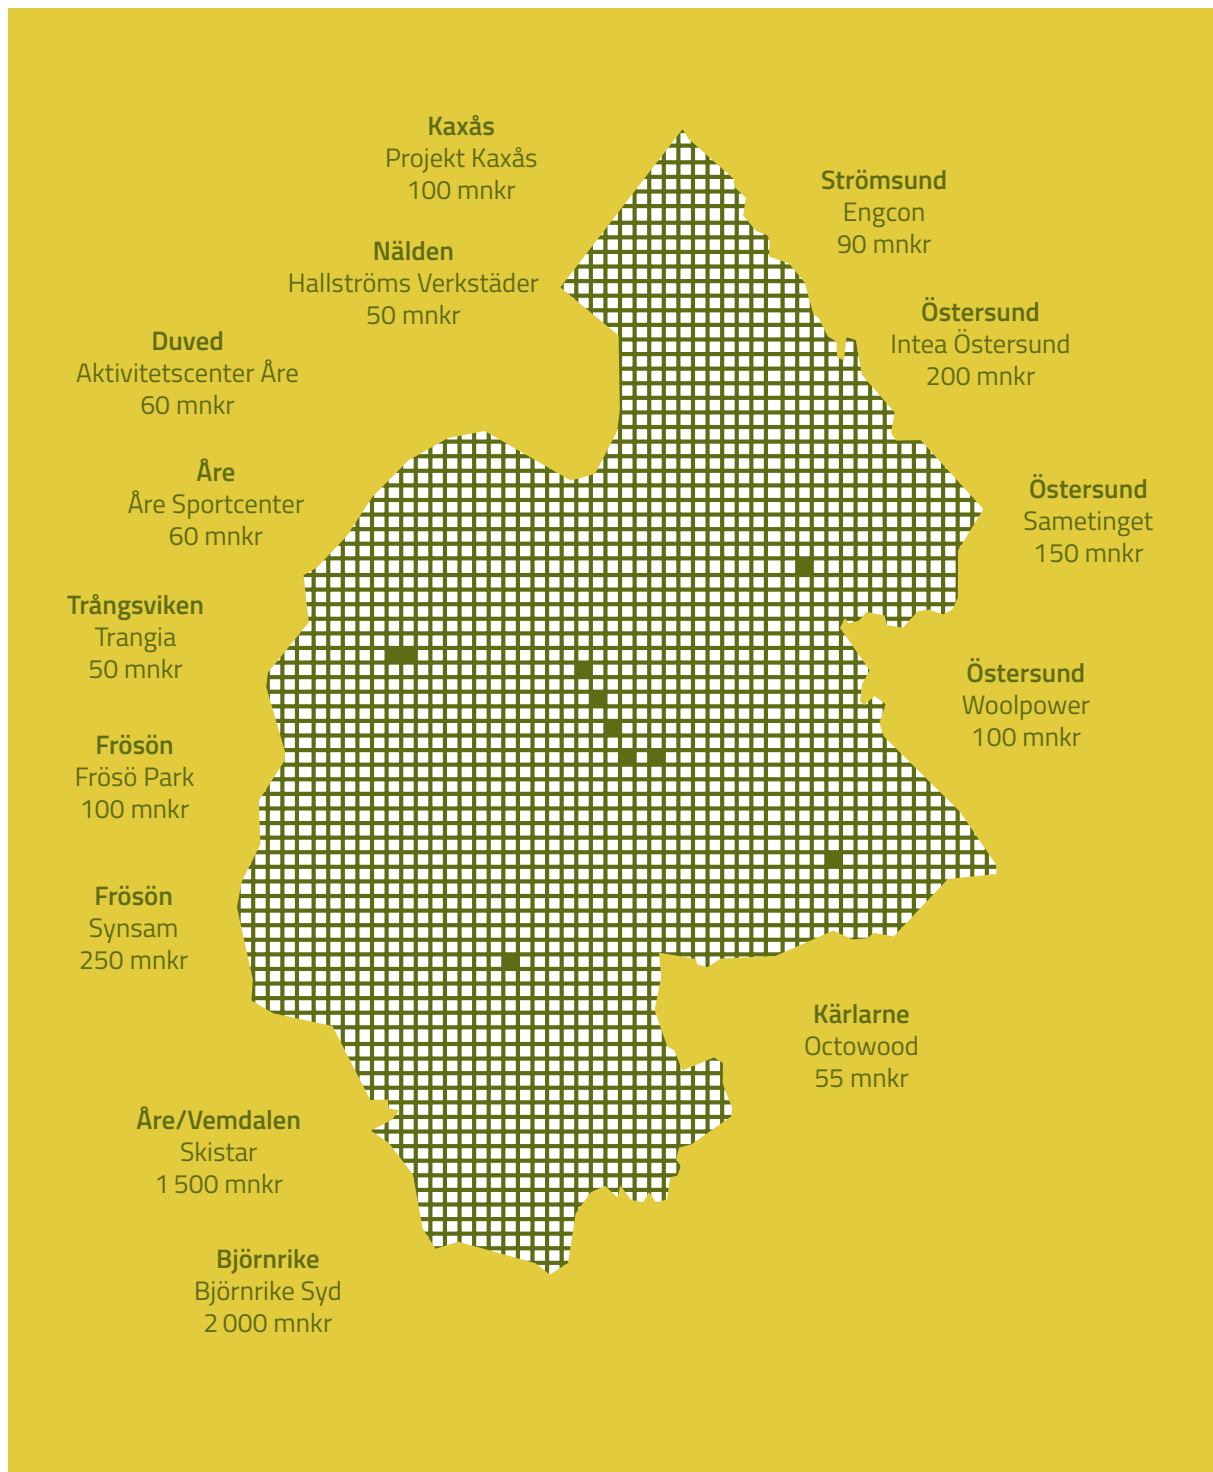 Kaxås
Projekt Kaxås
100 mnkr
Strömsund
Engcon
90 mnkr
Nälden
Hallströms Verkstäder
50 mnkr
Östersund
Intea Östersund
200 mnkr
Duved
Aktivitetscenter Åre
60 mnkr
Åre
Åre Sportcenter
60 mnkr
Östersund
Sametinget
150 mnkr
Trångsviken
Trangia
50 mnkr
Östersund
Woolpower
100 mnkr
Frösön
Frösö Park
100 mnkr
Frösön
Synsam
250 mnkr
Kärlarne
Octowood
55 mnkr
Åre/Vemdalen
Skistar
1 500 mnkr
Björnrike
Björnrike Syd
2 000 mnkr